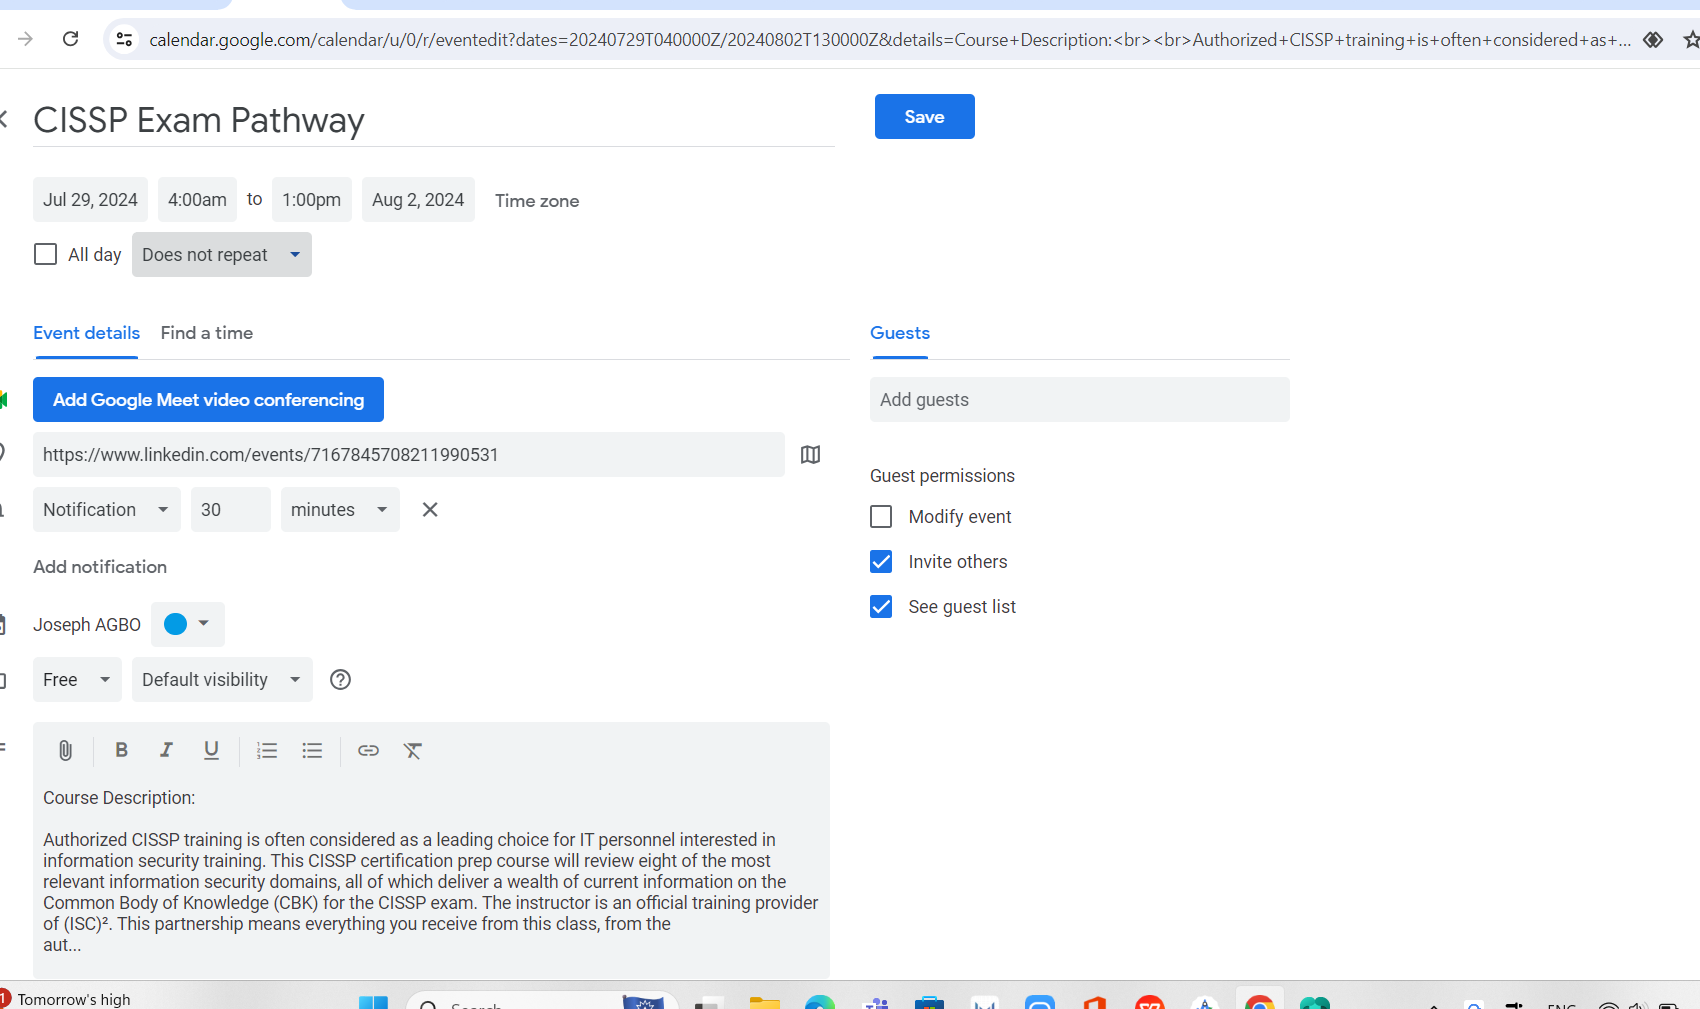 calendar.google.com/calendar/u/0/r/eventedit?dates=20240729T040000Z/20240802T130000Z&details=Course+Description:<br><br>Authorized+CISSP+training+is+often+considered+as+...
CISSP Exam Pathway
Save
Jul 29, 2024 4:00am to 1:00pm Aug 2, 2024 Time zone
All day Does not repeat
Event details Find a time
Guests
Add Google Meet video conferencing
Add guests
https://www.linkedin.com/events/7167845708211990531
Guest permissions
Notification 30 minutes
Modify event
Invite others
Add notification
See guest list
Joseph AGBO
Free Default visibility
B I U
Course Description:
Authorized CISSP training is often considered as a leading choice for IT personnel interested in
information security training. This CISSP certification prep course will review eight of the most
relevant information security domains, all of which deliver a wealth of current information on the
Common Body of Knowledge (CBK) for the CISSP exam. The instructor is an official training provider
of (ISC)². This partnership means everything you receive from this class, from the
aut...
1 Tomorrow's high
Search
ENG